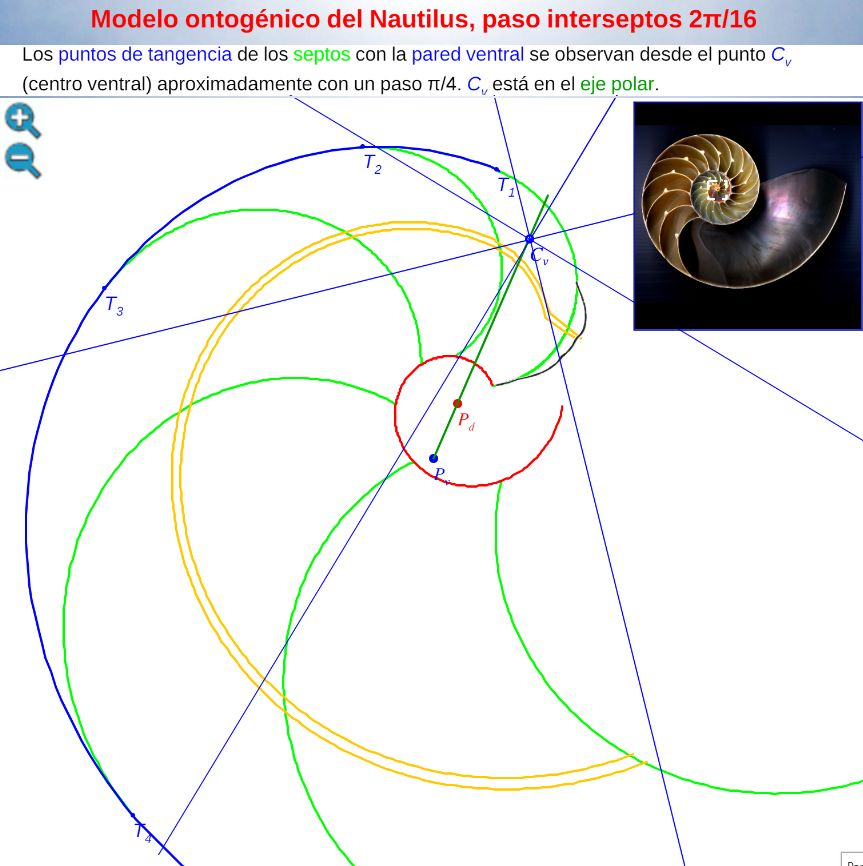 Modelo ontogénico del Nautilus, paso interseptos 2π/16
Los puntos de tangencia de los septos con la pared ventral se observan desde el punto Cv
(centro ventral) aproximadamente con un paso π/4. Cv está en el eje polar.
T2
T1
Cv
T3
Pd
Pv
T4